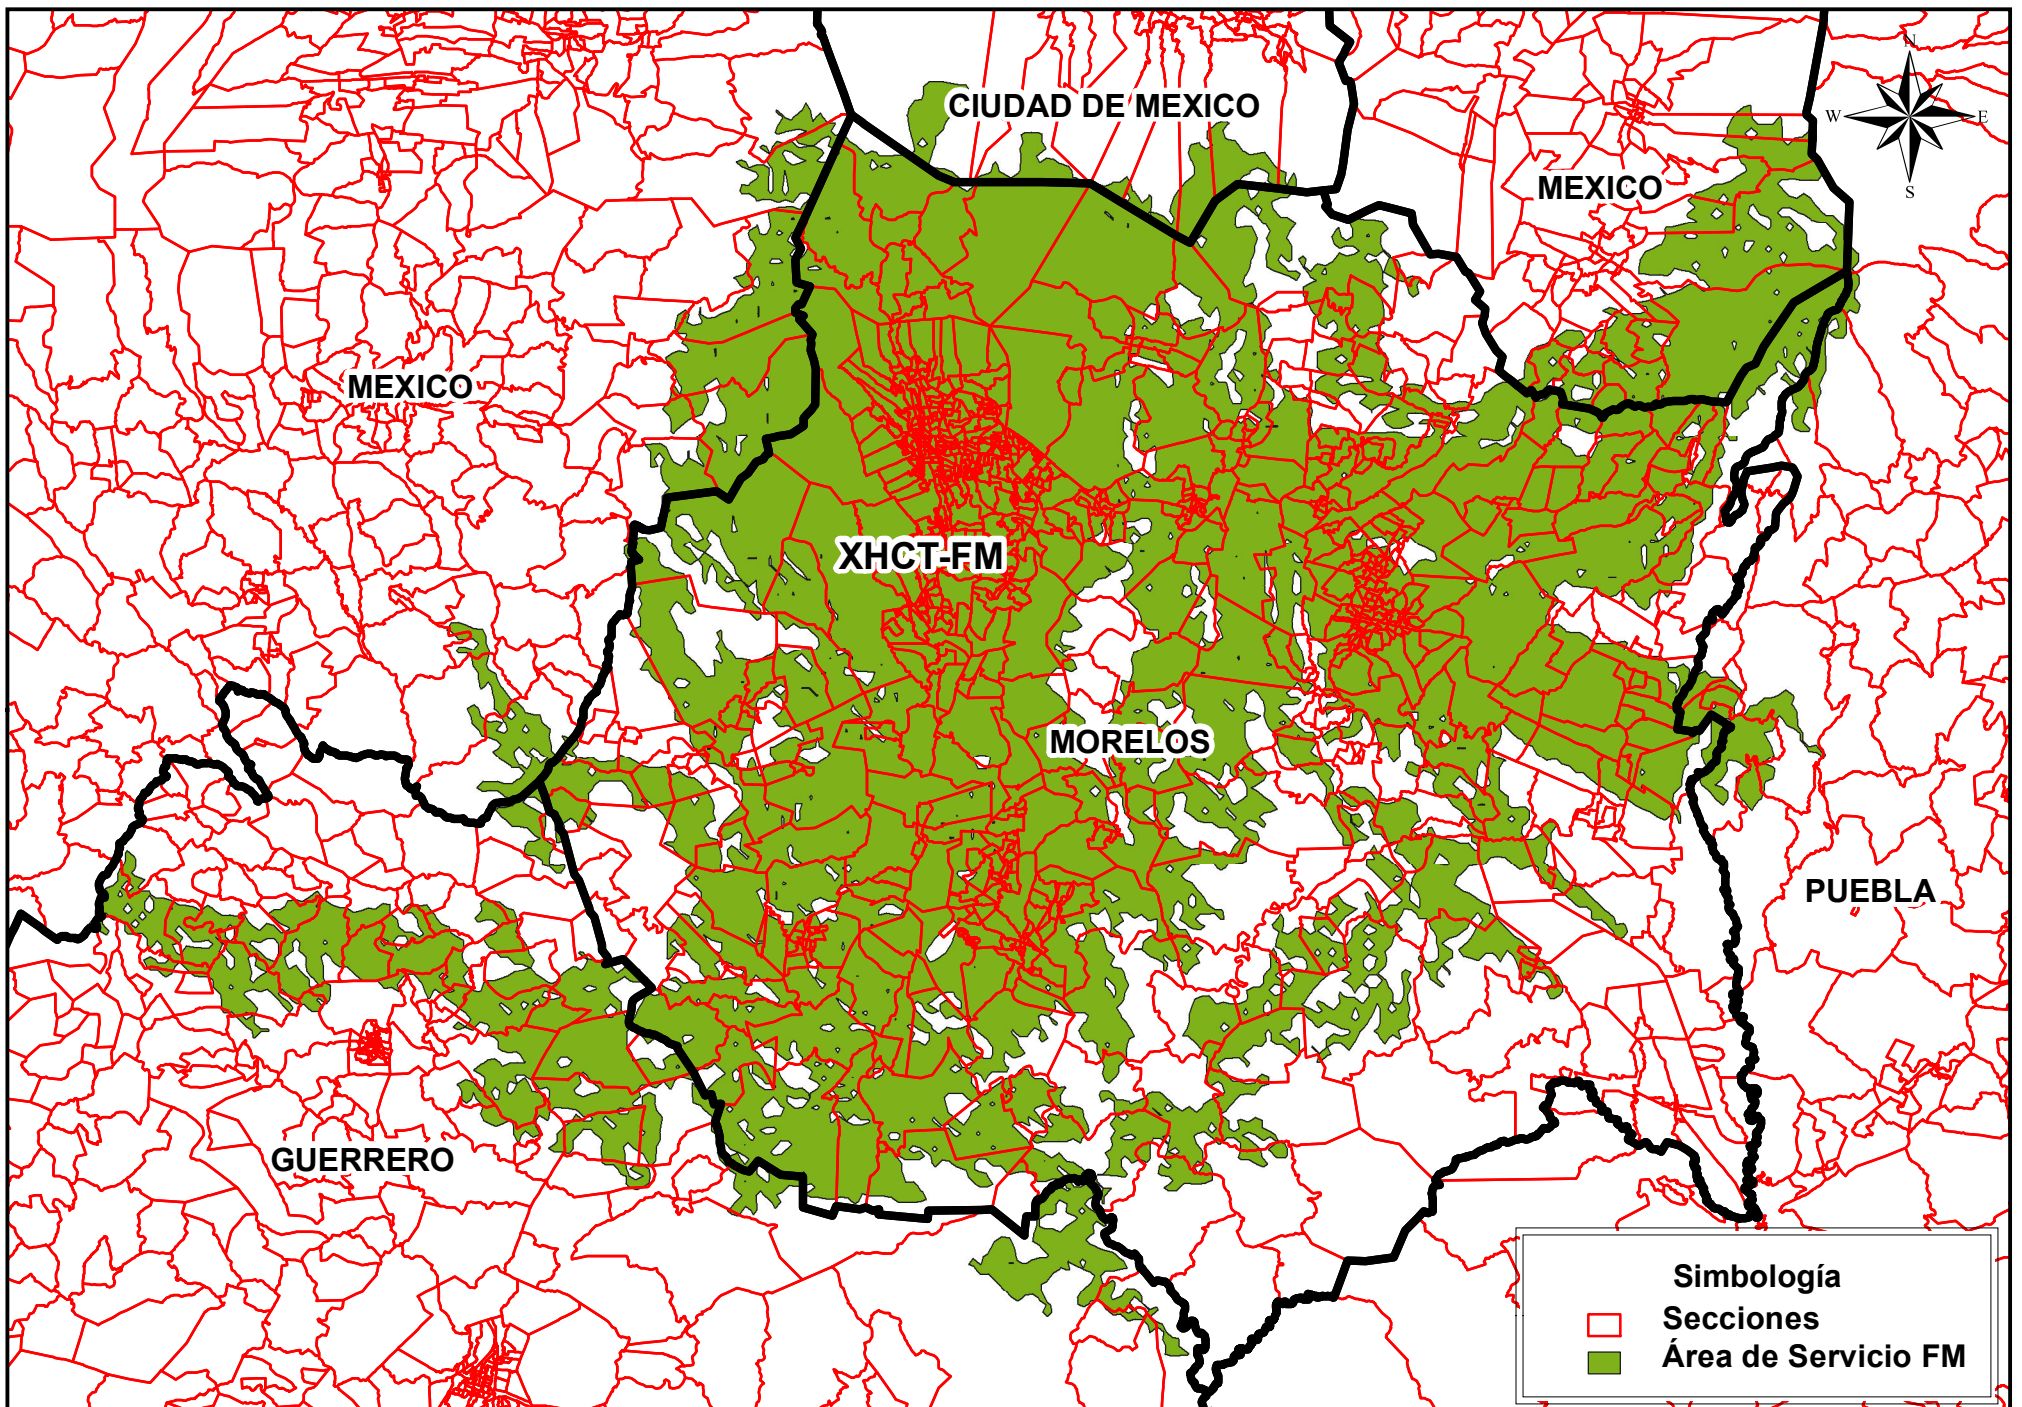 N
CIUDAD DE MEXICO
W
E
MEXICO
S
MEXICO
XHCT-FM
MORELOS
PUEBLA
GUERRERO
Simbología
Secciones
Área de Servicio FM